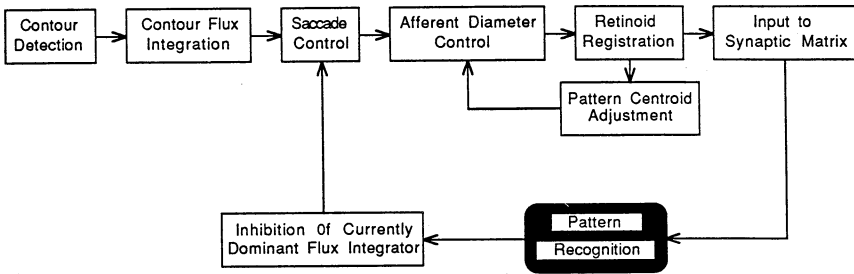 Contour
Detection
Contour Flux
Integration
Saccade
Control
Afferent Diameter
Control
Retinoid
Registration
Input to
Synaptic Matrix
Pattern Centroid
Adjustment
Inhibition Of Currently
Dominant Flux Integrator
Pattern
Recognition